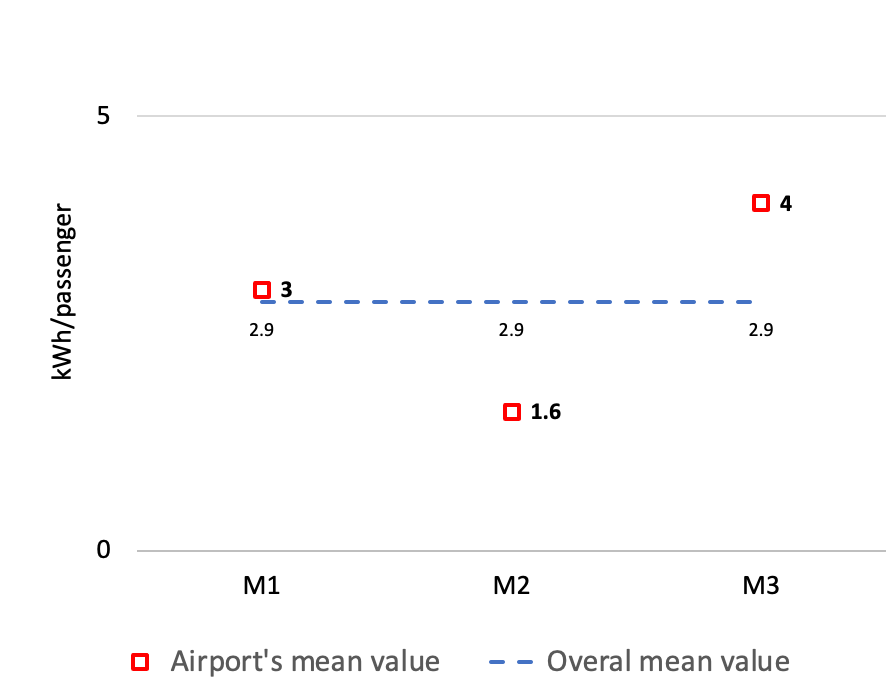 5
4
3
2.9 2.9 2.9
1.6
0
M1 M2 M3
kWh/passenger
Airport's mean value Overal mean value